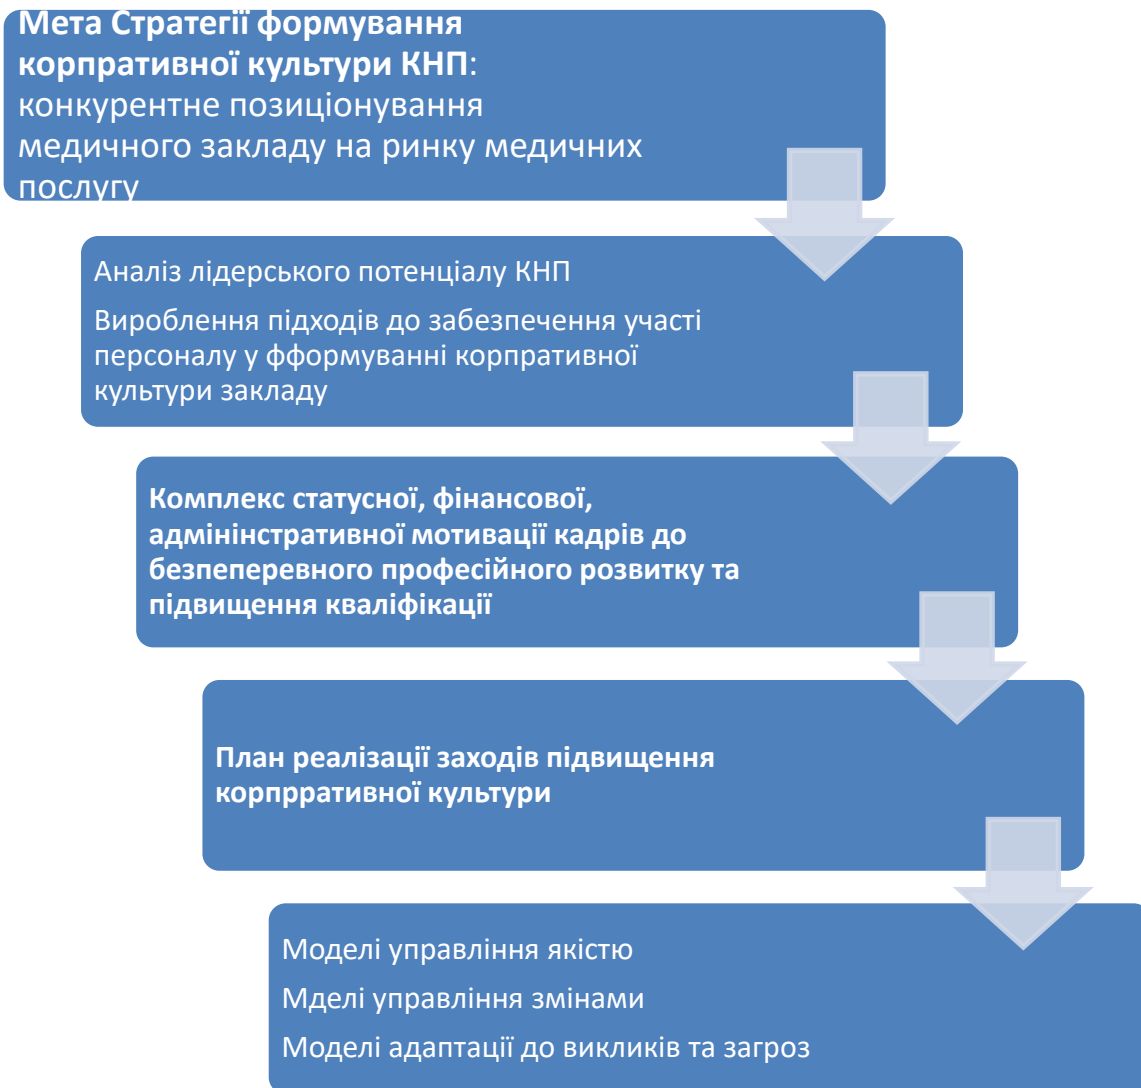 Мета Стратегії формування
корпративної культури КНП:
конкурентне позиціонування
медичного закладу на ринку медичних
послугу
Аналіз лідерського потенціалу КНП
Вироблення підходів до забезпечення участі
персоналу у фформуванні корпративної
культури закладу
Комплекс статусної, фінансової,
адмінінстративної мотивації кадрів до
безпеперевного професійного розвитку та
підвищення кваліфікації
План реалізації заходів підвищення
корпрративної культури
Моделі управління якістю
Мделі управління змінами
Моделі адаптації до викликів та загроз